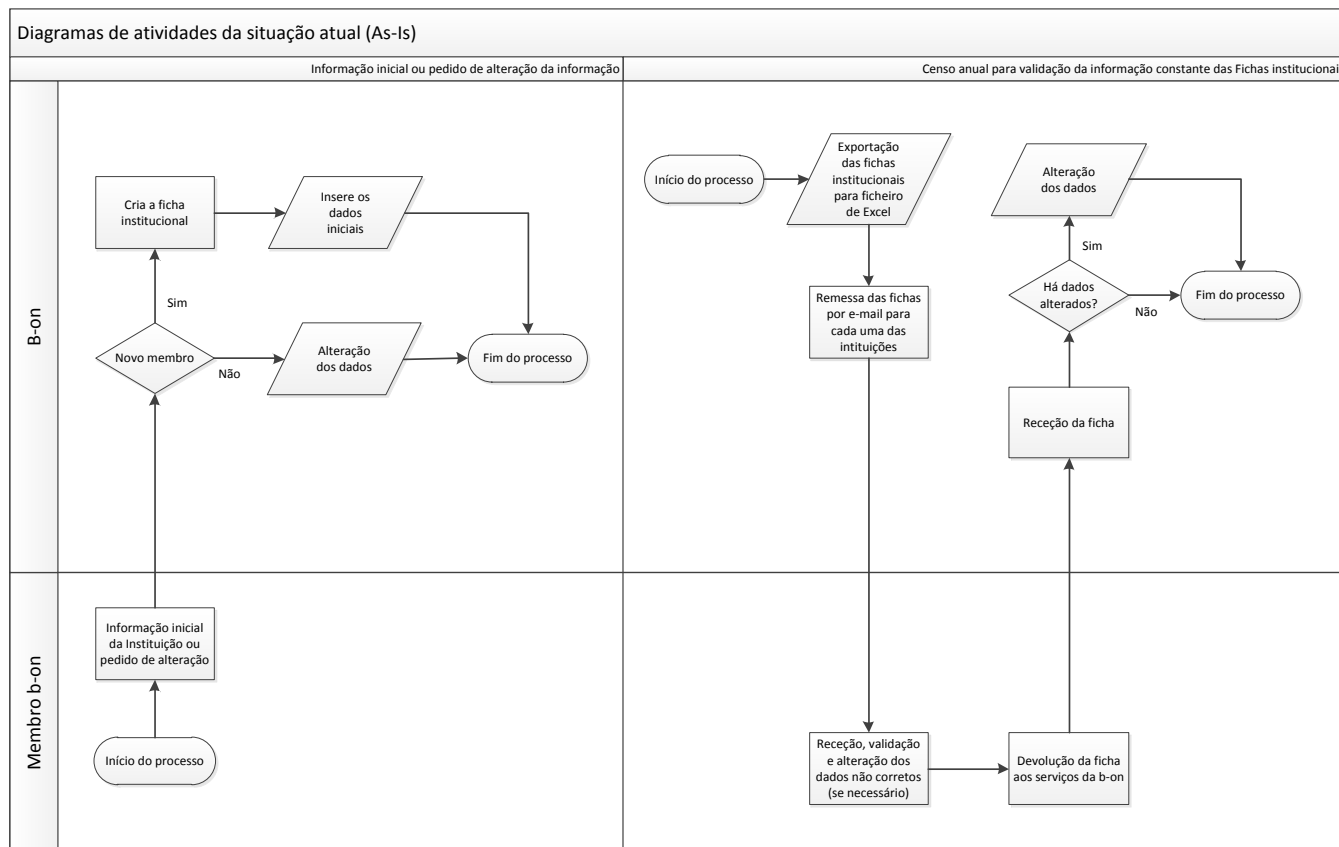 Diagramas de atividades da situação atual (As-Is)
Informação inicial ou pedido de alteração da informação
Censo anual para validação da informação constante das Fichas institucionai
B-on
Cria a ficha
institucional
Insere os
dados
iniciais
Sim
Novo membro
Não
Alteração
dos dados
Fim do processo
Início do processo
Exportação
das fichas
institucionais
para ficheiro
de Excel
Remessa das fichas
por e-mail para
cada uma das
intituições
Alteração
dos dados
Sim
Há dados
alterados?
Não
Fim do processo
Receção da ficha
Membro b-on
Informação inicial
da Instituição ou
pedido de alteração
Início do processo
Receção, validação
e alteração dos
dados não corretos
(se necessário)
Devolução da ficha
aos serviços da b-on